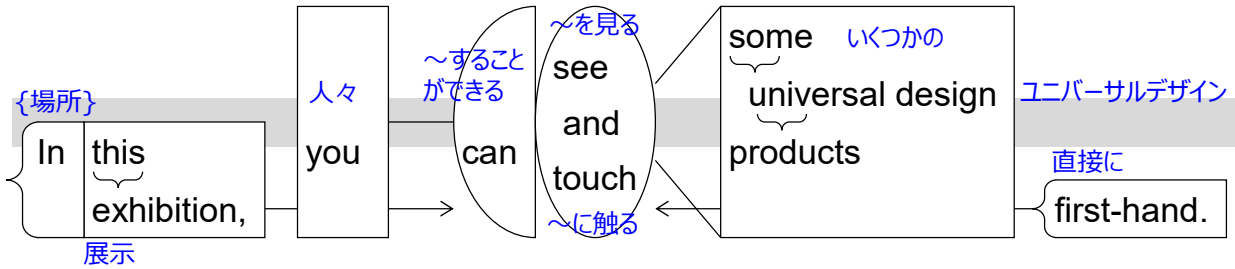 {場所}
In this
exhibition,
展示
人々
you
～すること
ができる
can
～を見る
see
and
touch
～に触る
some いくつかの
universal design ユニバーサルデザイン
products
直接に
first-hand.